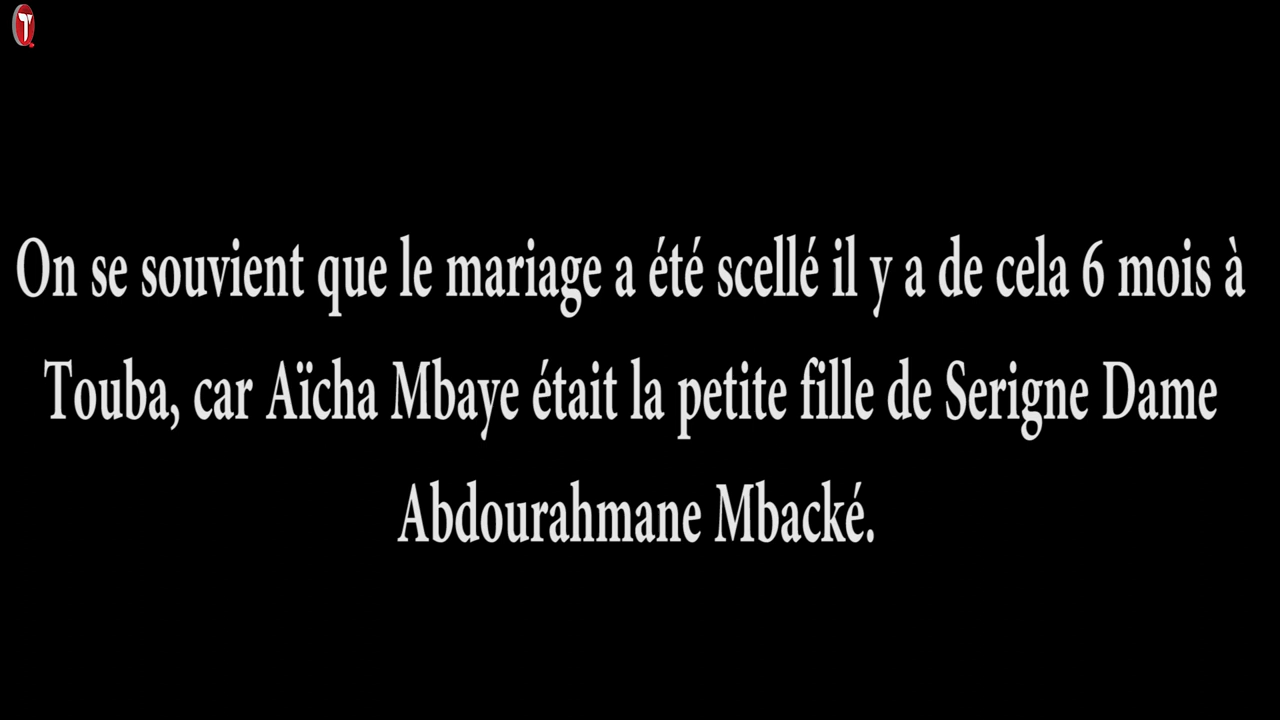 T
On se souvient que le mariage a été scellé il y a de cela 6 mois à
Touba, car Aïcha Mbaye était la petite fille de Serigne Dame
Abdourahmane Mbacké.